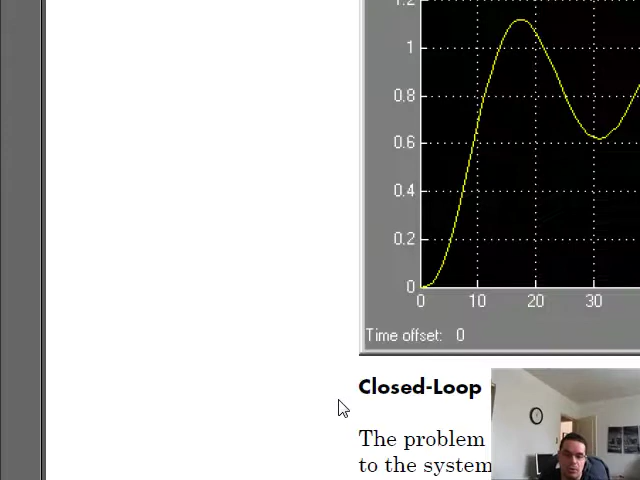 1.2
1
0.8
0.6
0.4
0.2
0
0 10 20 30
Time offset: 0
Closed-Loop
The problem
to the system